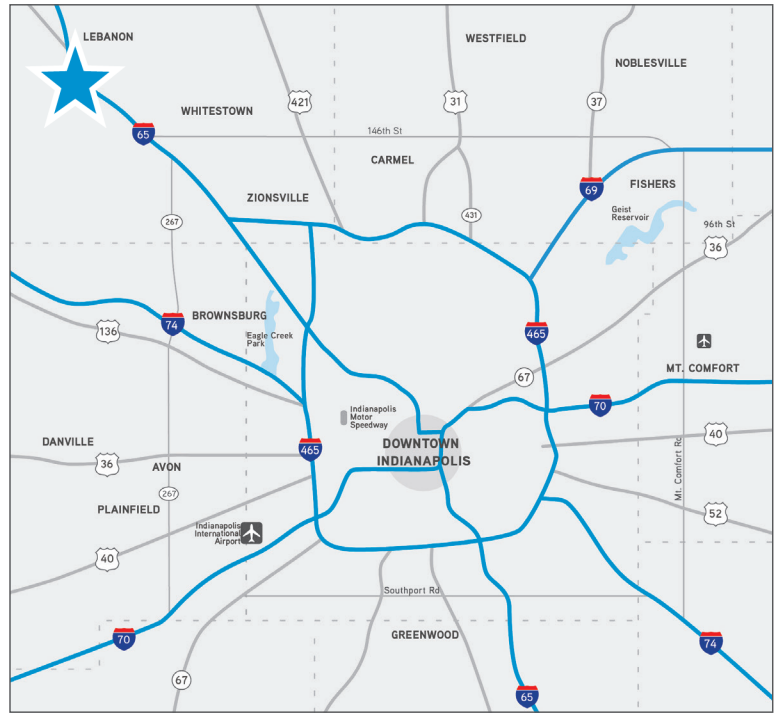 LEBANON
WESTFIELD
NOBLESVILLE
WHITESTOWN
421
31
37
65
146th St
CARMEL
ZIONSVILLE
69
FISHERS
267
431
Geist
Reservoir
96th St
36
BROWNSBURG
74
136
Eagle Creek
Park
465
MT. COMFORT
67
70
Indianapolis
Motor
Speedway
DANVILLE
DOWNTOWN
INDIANAPOLIS
40
465
36
AVON
Mt. Comfort Rd
267
PLAINFIELD
52
Indianapolis
International
Airport
40
Southport Rd
70
GREENWOOD
74
67
65